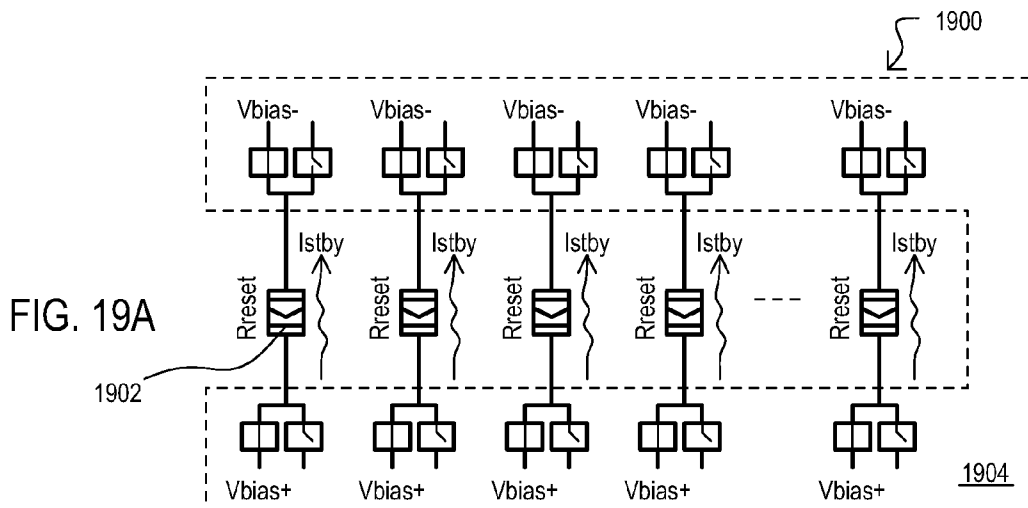 1900
Vbias- Vbias- Vbias- Vbias- Vbias-
Istby Istby Istby Istby Istby
Rreset Rreset Rreset Rreset Rreset
FIG. 19A
1902
1904
Vbias+ Vbias+ Vbias+ Vbias+ Vbias+